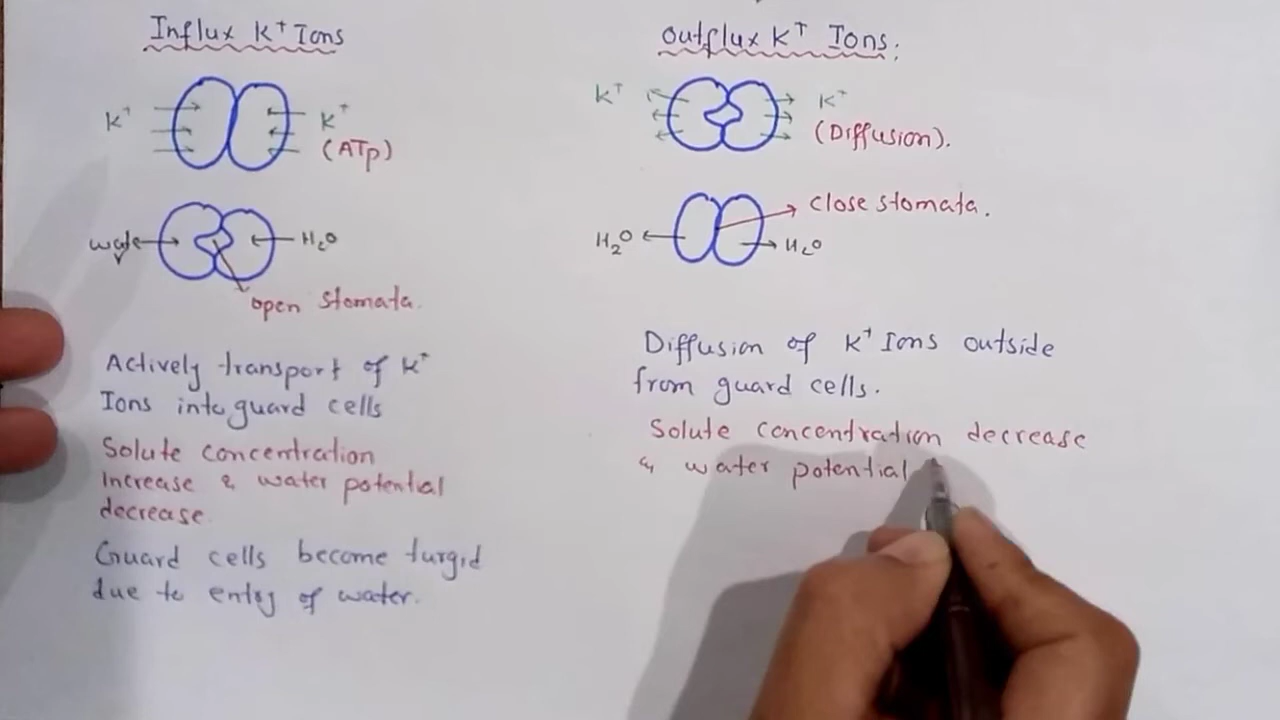 Influx K⁺ Ions
K⁺
K⁺
(ATp)
H₂O
open stomata.
Actively transport of K⁺
Ions into guard cells
Solute concentration
Increase & water potential
decrease.
Guard cells become turgid
due to entry of water.
outflux K⁺ Ions.
K⁺
K⁺
(Diffusion).
close stomata.
H₂O
H₂O
Diffusion of K⁺ Ions outside
from guard cells.
Solute concentration decrease
& water potential